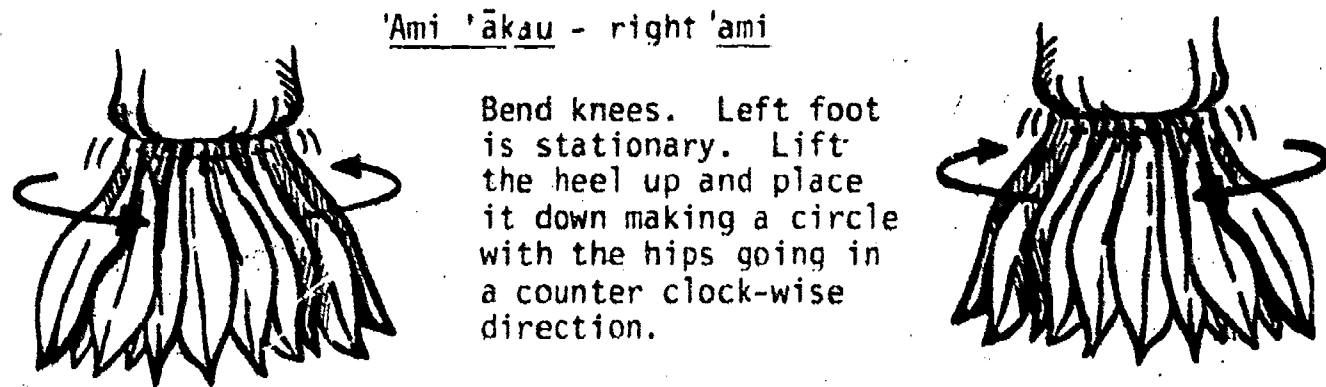 'Ami 'ākau - right 'ami
Bend knees. Left foot
is stationary. Lift
the heel up and place
it down making a circle
with the hips going in
a counter clock-wise
direction.